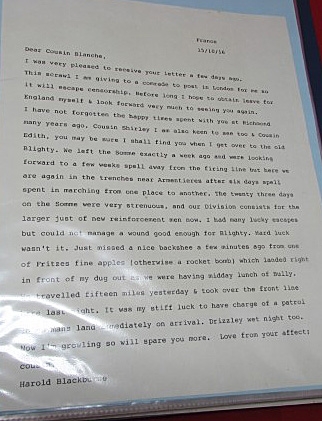 France
15/10/16
Dear Cousin Blanche,
I was very pleased to receive your letter a few days ago.
This scrawl I am giving to a comrade to post in London for me so
it will escape censorship. Before long I hope to obtain leave for
England myself & look forward very much to seeing you again.
I have not forgotten the happy times spent with you at Richmond
many years ago. Cousin Shirley I am also keen to see too & Cousin
Edith, you may be sure I shall find you when I get over to the old
Blighty. We left the Somme exactly a week ago and were looking
forward to a few weeks spell away from the firing line but here we
are again in the trenches near Armentieres after six days spell
spent in marching from one place to another. The twenty three days
on the Somme were very strenuous, and our Division consists for the
larger just of new reinforcement men now. I had many lucky escapes
but could not manage a wound good enough for Blighty. Hard luck
wasn't it. Just missed a nice backshee a few minutes ago from one
of Fritzes fine apples (otherwise a rocket bomb) which landed right
in front of my dug out as we were having midday lunch of bully.
travelled fifteen miles yesterday & took over the front line
last night. It was my stiff luck to have charge of a patrol
mans land immediately on arrival. Drizzley wet night too.
Now I'm growling so will spare you more. Love from your affect;
cousin
Harold Blackburne